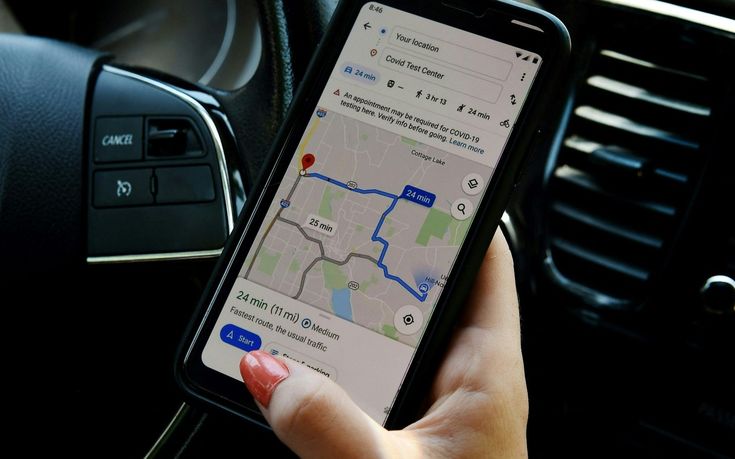 CANCEL
8:46
Your location
Covid Test Center
24 min
3 hr 13
24 min
An appointment may be required for COVID-19
testing here. Verify info before going. Learn more
Cottage Lake
202
24 min
25 min
202
24 min (11 mi) P Medium
Fastest route, the usual traffic
Start